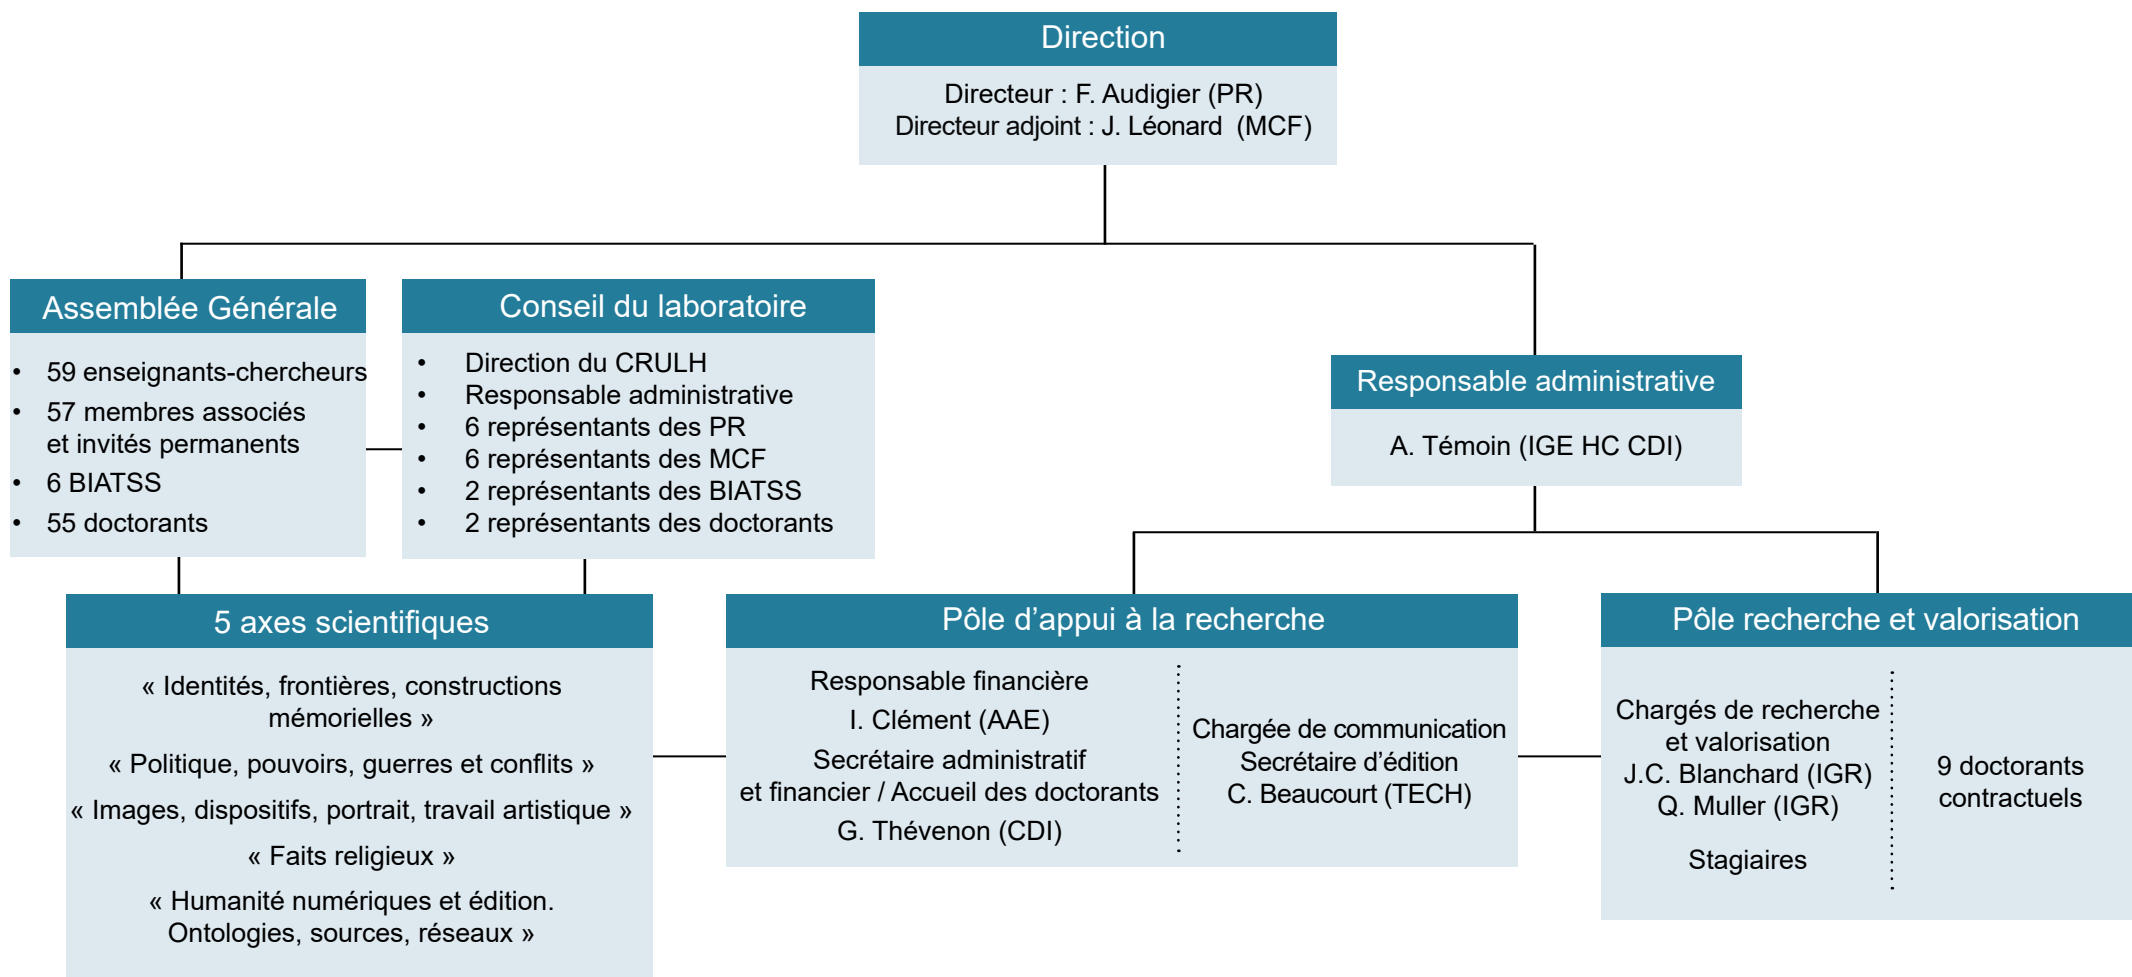 Direction
Directeur : F. Audigier (PR)
Directeur adjoint : J. Léonard (MCF)
Assemblée Générale
• 59 enseignants-chercheurs
• 57 membres associés
et invités permanents
• 6 BIATSS
• 55 doctorants
Conseil du laboratoire
• Direction du CRULH
• Responsable administrative
• 6 représentants des PR
• 6 représentants des MCF
• 2 représentants des BIATSS
• 2 représentants des doctorants
Responsable administrative
A. Témoin (IGE HC CDI)
5 axes scientifiques
« Identités, frontières, constructions
mémorielles »
« Politique, pouvoirs, guerres et conflits »
« Images, dispositifs, portrait, travail artistique »
« Faits religieux »
« Humanité numériques et édition.
Ontologies, sources, réseaux »
Pôle d’appui à la recherche
Responsable financière
I. Clément (AAE)
Secrétaire administratif
et financier / Accueil des doctorants
G. Thévenon (CDI)
Chargée de communication
Secrétaire d’édition
C. Beaucourt (TECH)
Pôle recherche et valorisation
Chargés de recherche
et valorisation
J.C. Blanchard (IGR)
Q. Muller (IGR)
Stagiaires
9 doctorants
contractuels